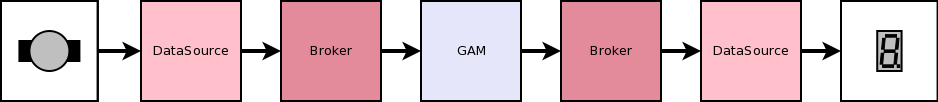 DataSource
Broker
GAM
Broker
DataSource